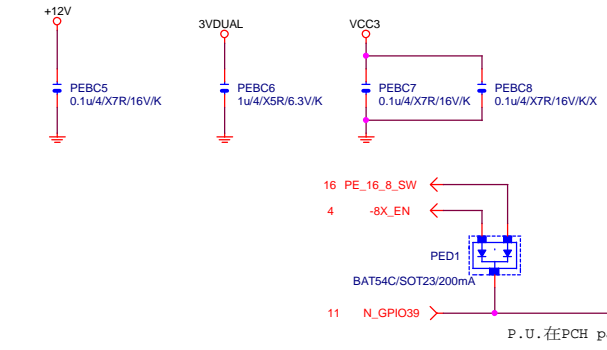 +12V
3VDUAL
VCC3
PEBC5
0.1u/4/X7R/16V/K
PEBC6
1u/4/X5R/6.3V/K
PEBC7
0.1u/4/X7R/16V/K
PEBC8
0.1u/4/X7R/16V/K/X
16 PE_16_8_SW
4 -8X_EN
PED1
BAT54C/SOT23/200mA
11 N_GPIO39
P.U.在PCH